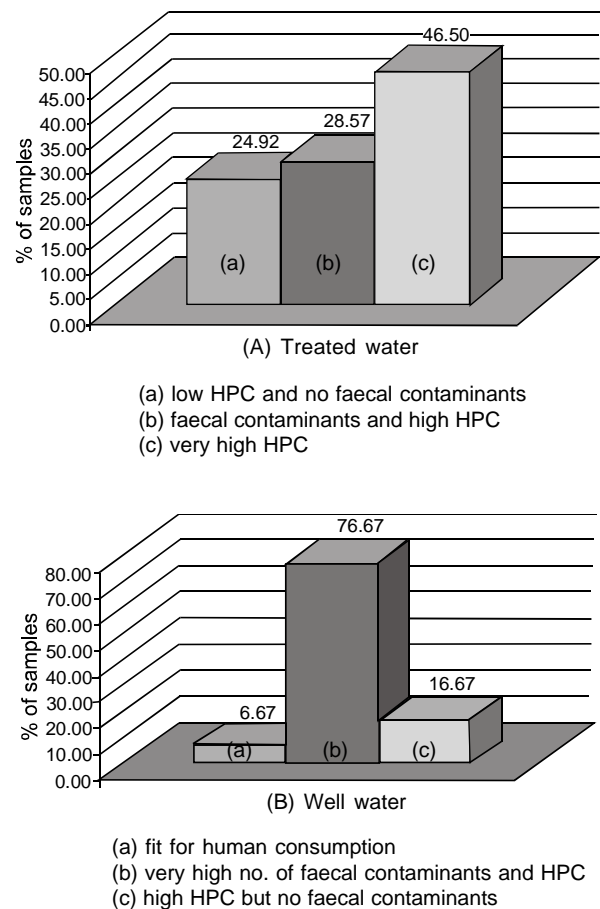 46.50
50.00
45.00
40.00
35.00
30.00
25.00
20.00
15.00
10.00
5.00
0.00
% of samples
24.92
28.57
(a)
(b)
(c)
(A) Treated water
(a) low HPC and no faecal contaminants
(b) faecal contaminants and high HPC
(c) very high HPC
76.67
80.00
70.00
60.00
50.00
40.00
30.00
20.00
10.00
0.00
% of samples
6.67
16.67
(a)
(b)
(c)
(B) Well water
(a) fit for human consumption
(b) very high no. of faecal contaminants and HPC
(c) high HPC but no faecal contaminants